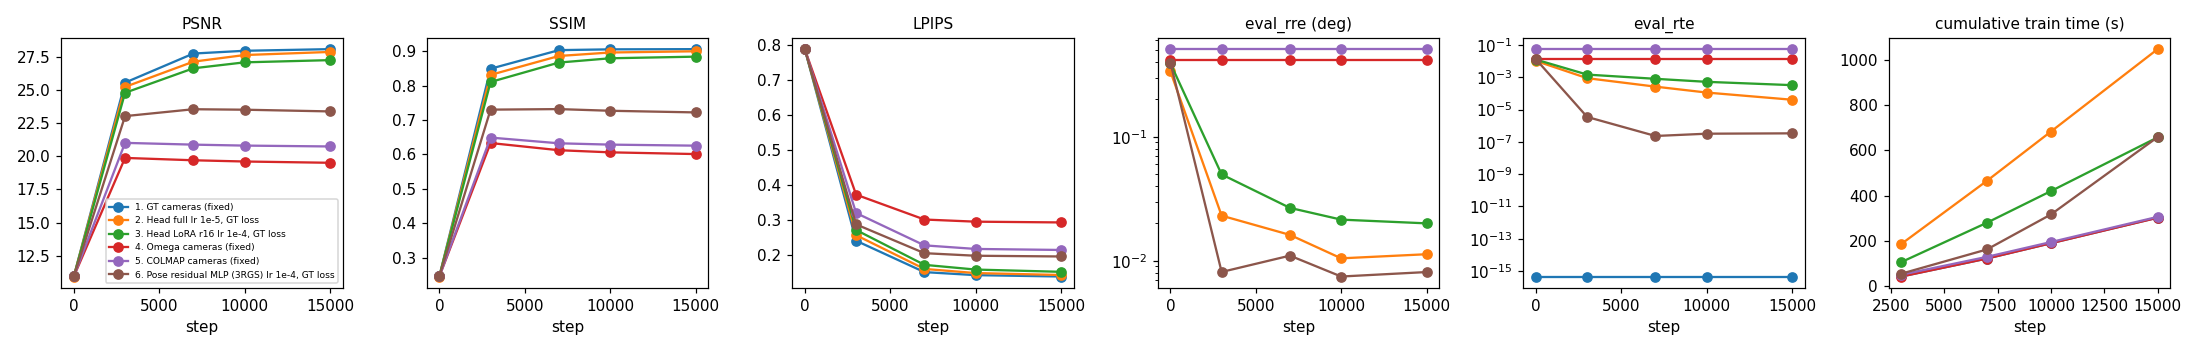 PSNR
27.5
25.0
22.5
20.0
17.5
15.0
12.5
0 5000 10000 15000
step
1. GT cameras (fixed)
2. Head full lr 1e-5, GT loss
3. Head LoRA r16 lr 1e-4, GT loss
4. Omega cameras (fixed)
5. COLMAP cameras (fixed)
6. Pose residual MLP (3RGS) lr 1e-4, GT loss
SSIM
0.9
0.8
0.7
0.6
0.5
0.4
0.3
0 5000 10000 15000
step
LPIPS
0.8
0.7
0.6
0.5
0.4
0.3
0.2
0 5000 10000 15000
step
eval_rre (deg)
10⁻¹
10⁻²
0 5000 10000 15000
step
eval_rte
10⁻¹
10⁻³
10⁻⁵
10⁻⁷
10⁻⁹
10⁻¹¹
10⁻¹³
10⁻¹⁵
0 5000 10000 15000
step
cumulative train time (s)
1000
800
600
400
200
0
2500 5000 7500 10000 12500 15000
step